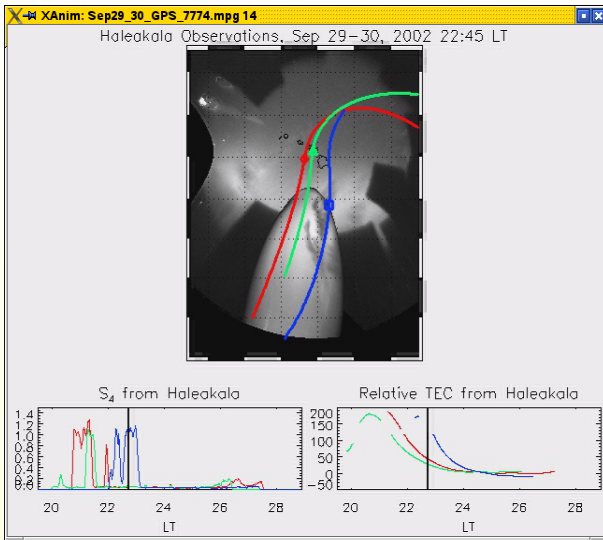 XAnim: Sep29_30_GPS_7774.mpg 14
Haleakala Observations, Sep 29-30, 2002 22:45 LT
S4 from Haleakala
Relative TEC from Haleakala
1.4
1.2
1.0
0.8
0.6
0.4
0.2
0.0
20 22 24 26 28
LT
200
150
100
50
0
-50
20 22 24 26 28
LT